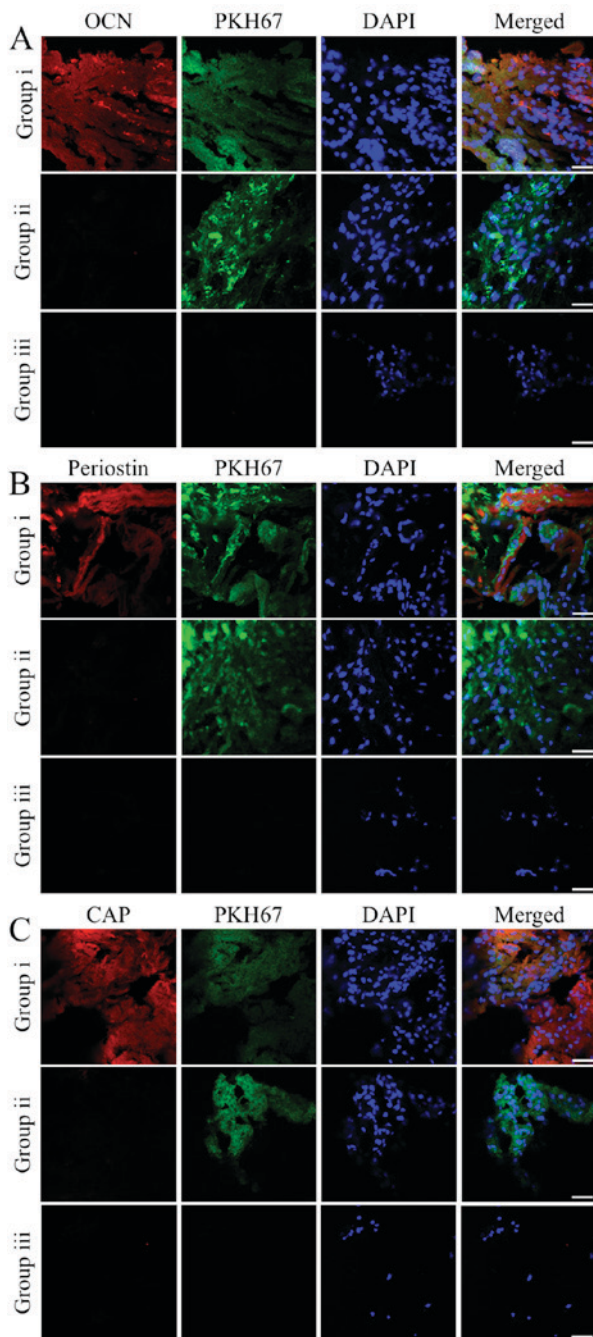 A
OCN PKH67 DAPI Merged
Group i
Group ii
Group iii
B
Periostin PKH67 DAPI Merged
Group i
Group ii
Group iii
C
CAP PKH67 DAPI Merged
Group i
Group ii
Group iii